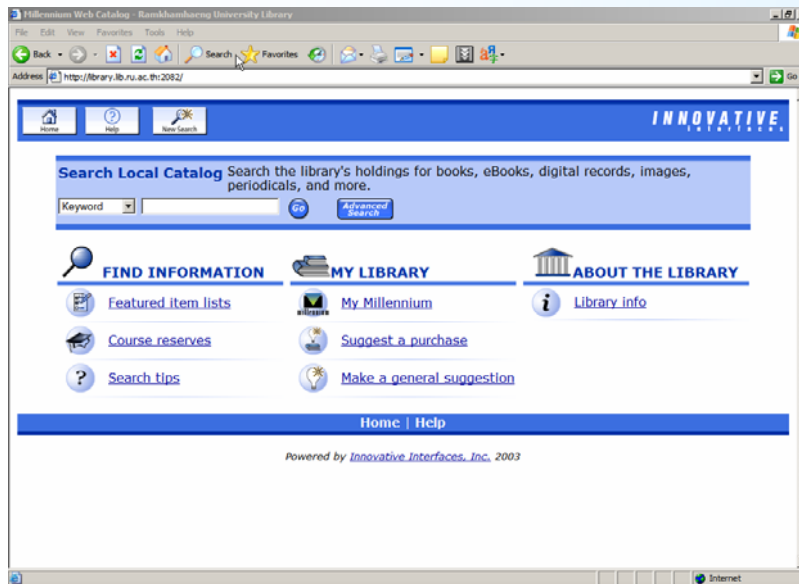 Millennium Web Catalog - Ramkhamhaeng University Library
File Edit View Favorites Tools Help
Back Search Favorites
Address http://library.lib.ru.ac.th:2082/ Go
Home Help New Search
INNOVATIVE
interfaces
Search Local Catalog Search the library's holdings for books, eBooks, digital records, images,
periodicals, and more.
Keyword Go Advanced
Search
FIND INFORMATION MY LIBRARY ABOUT THE LIBRARY
Featured item lists My Millennium Library info
Course reserves Suggest a purchase
Search tips Make a general suggestion
Home | Help
Powered by Innovative Interfaces, Inc. 2003
Internet